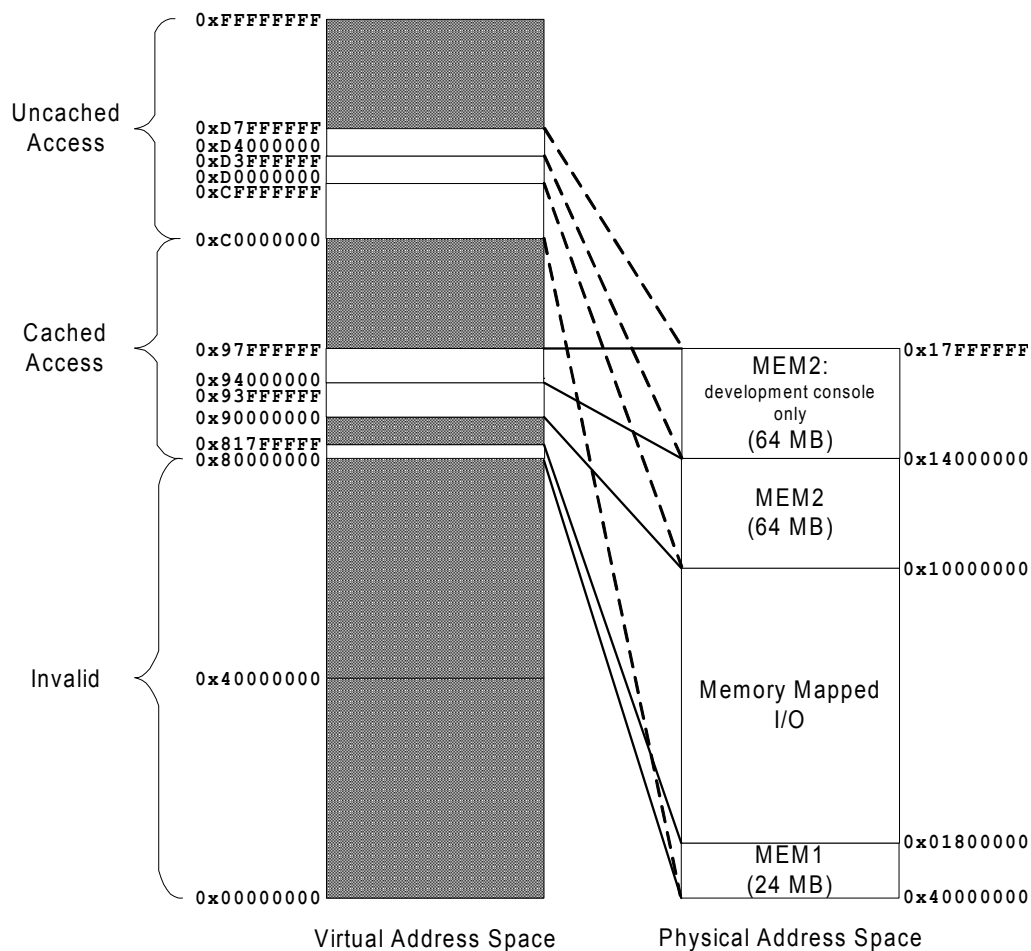 0xFFFFFFFF
Uncached
Access
0xD7FFFFFF
0xD4000000
0xD3FFFFFF
0xD0000000
0xCFFFFFFF
0xC0000000
Cached
Access
0x97FFFFFF
0x94000000
0x93FFFFFF
0x90000000
0x817FFFFF
0x80000000
Invalid
0x40000000
0x00000000
Virtual Address Space
0x17FFFFFF
MEM2:
development console
only
(64 MB)
0x14000000
MEM2
(64 MB)
0x10000000
Memory Mapped
I/O
0x01800000
MEM1
(24 MB)
0x40000000
Physical Address Space